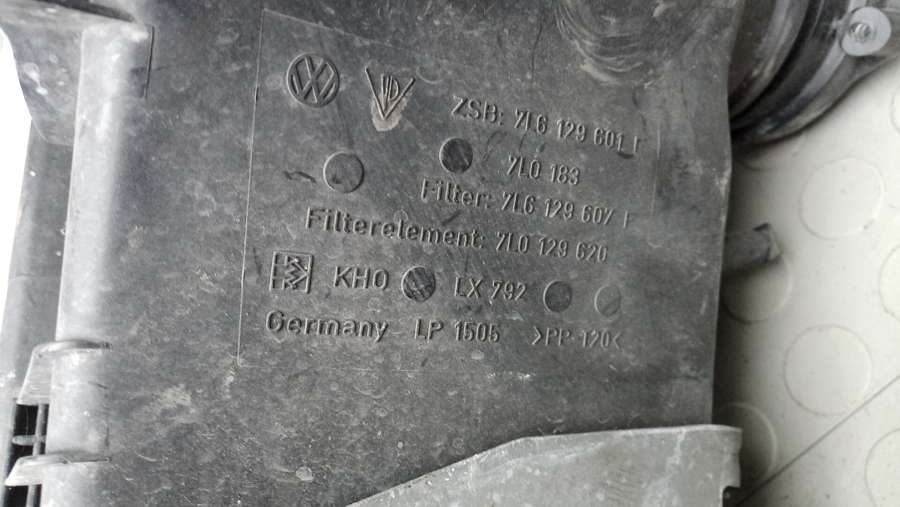 ZSB: 7L6 129 601 F
7L0 183
Filter: 7L6 129 607 F
Filterelement: 7L0 129 620
KHO LX 792
Germany LP 1505 >PP-T20<